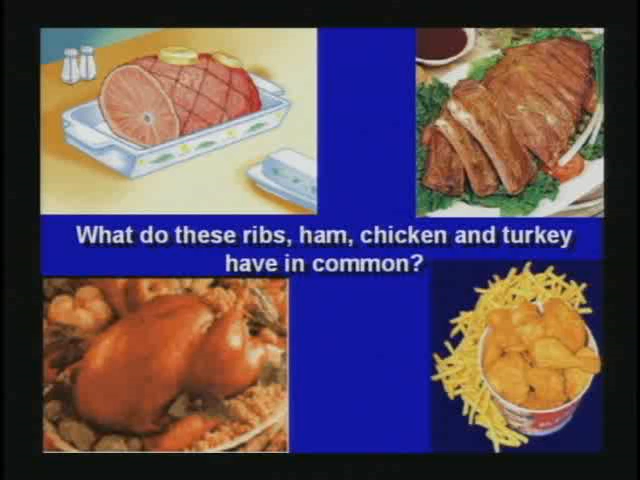 What do these ribs, ham, chicken and turkey
have in common?